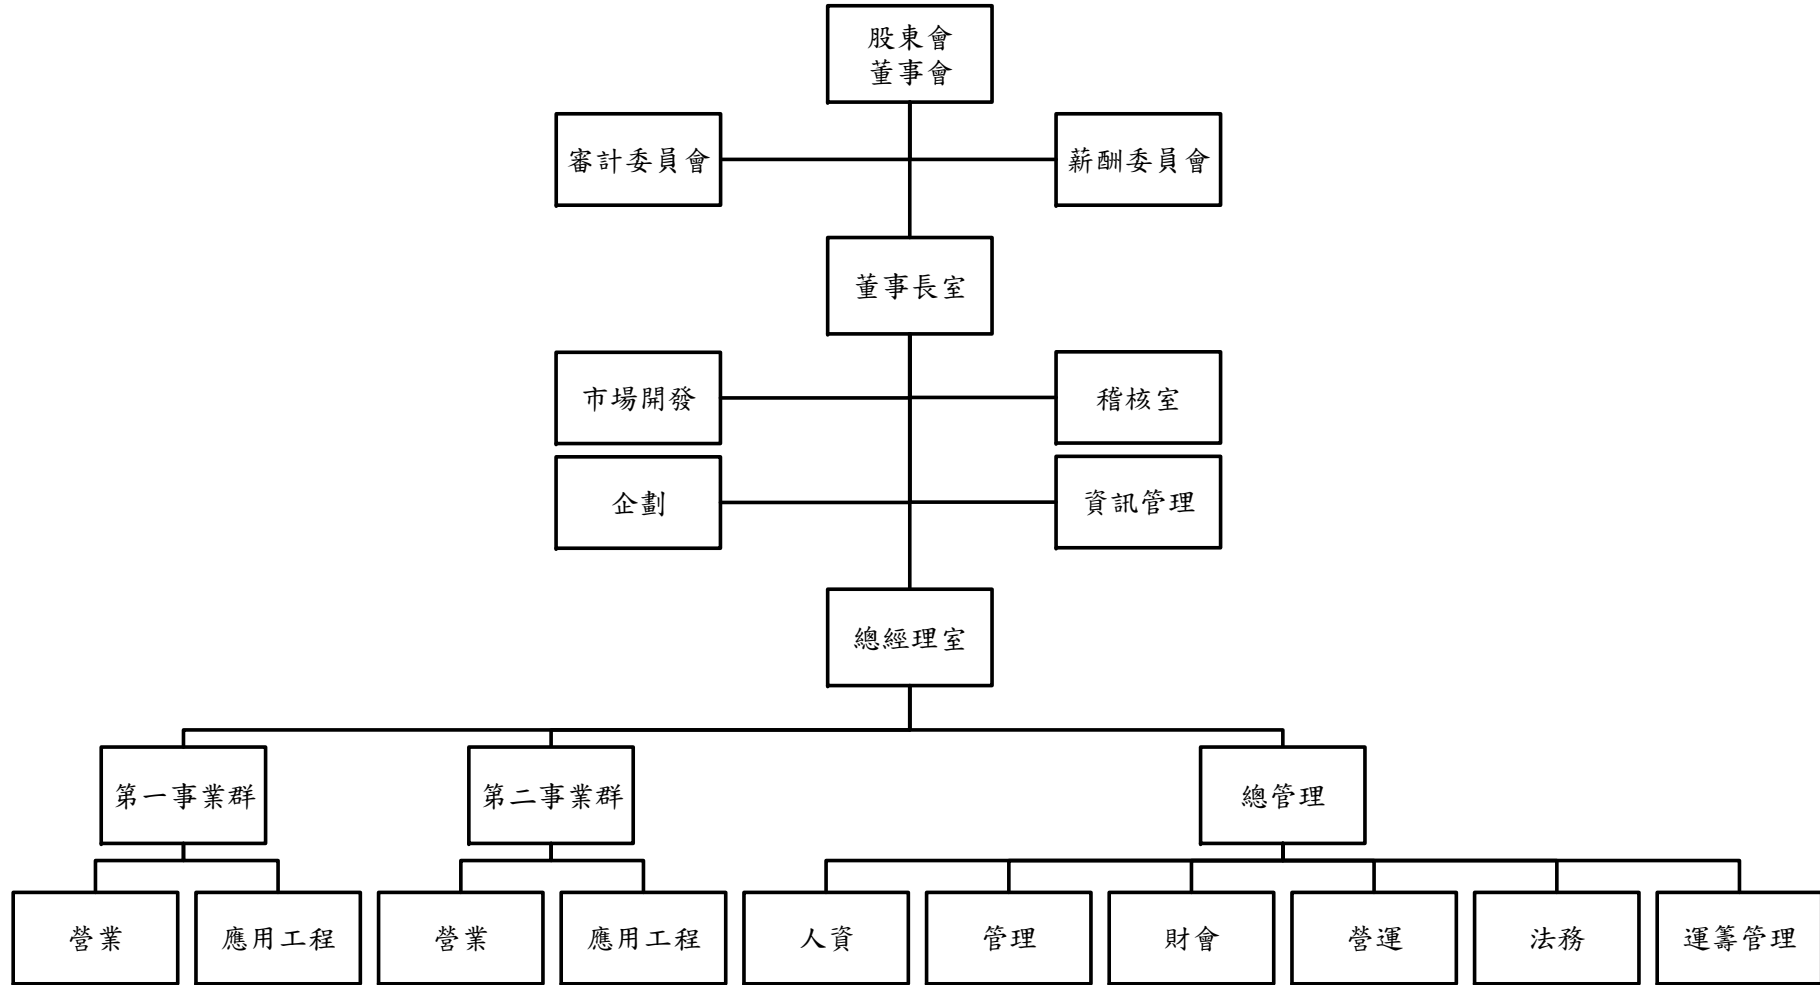 股東會
董事會
審計委員會
薪酬委員會
董事長室
市場開發
稽核室
企劃
資訊管理
總經理室
第一事業群
第二事業群
總管理
營業
應用工程
營業
應用工程
人資
管理
財會
營運
法務
運籌管理